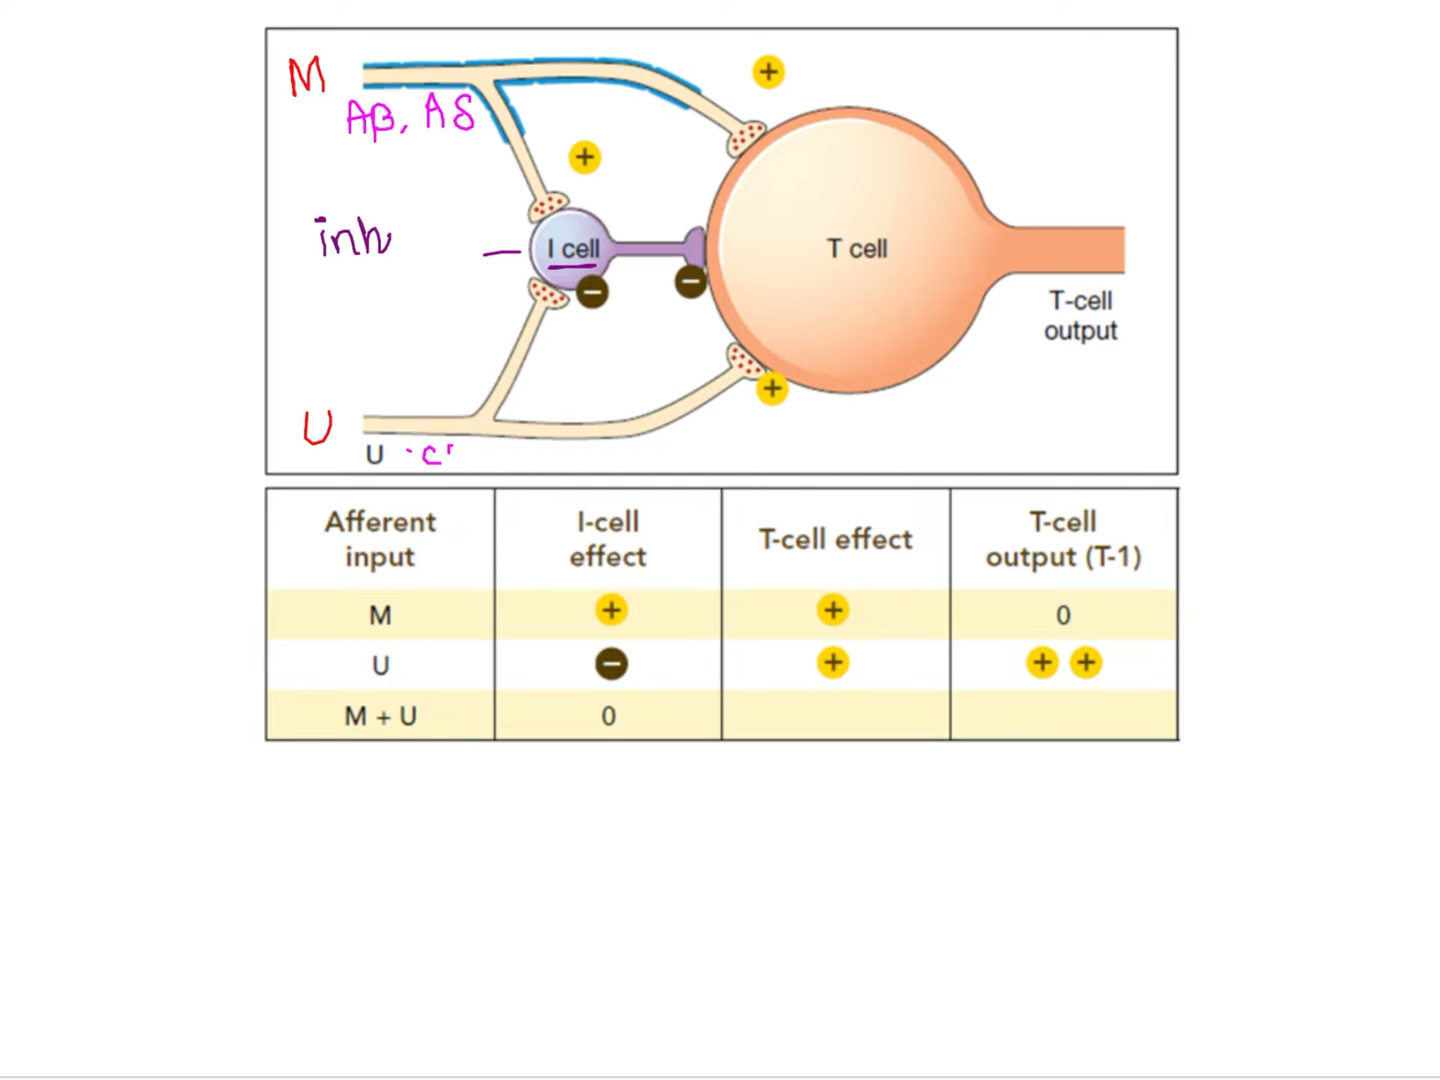 M
Aβ, Aδ
+
+
inh
I cell
T cell
−
−
T-cell
output
+
U
U
Afferent
input
I-cell
effect
T-cell effect
T-cell
output (T-1)
M + + 0
U − + + +
M + U 0